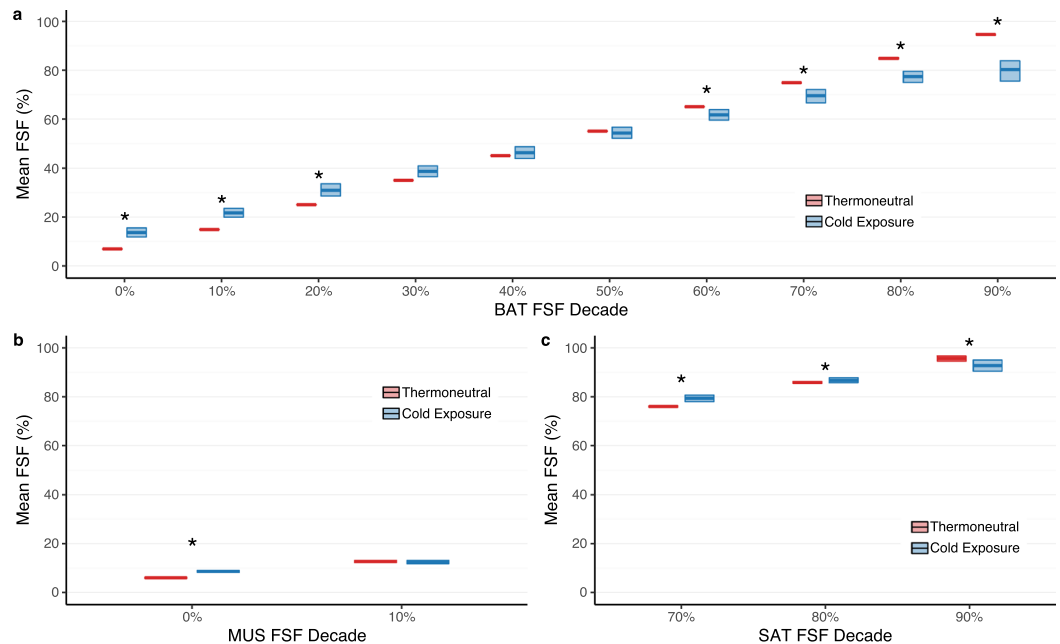 a
Mean FSF (%)
100
80
60
40
20
0
* * * * * * *
Thermoneutral
Cold Exposure
0% 10% 20% 30% 40% 50% 60% 70% 80% 90%
BAT FSF Decade
b
Mean FSF (%)
100
80
60
40
20
0
*
Thermoneutral
Cold Exposure
0% 10%
MUS FSF Decade
c
Mean FSF (%)
100
80
60
40
20
0
* * *
Thermoneutral
Cold Exposure
70% 80% 90%
SAT FSF Decade